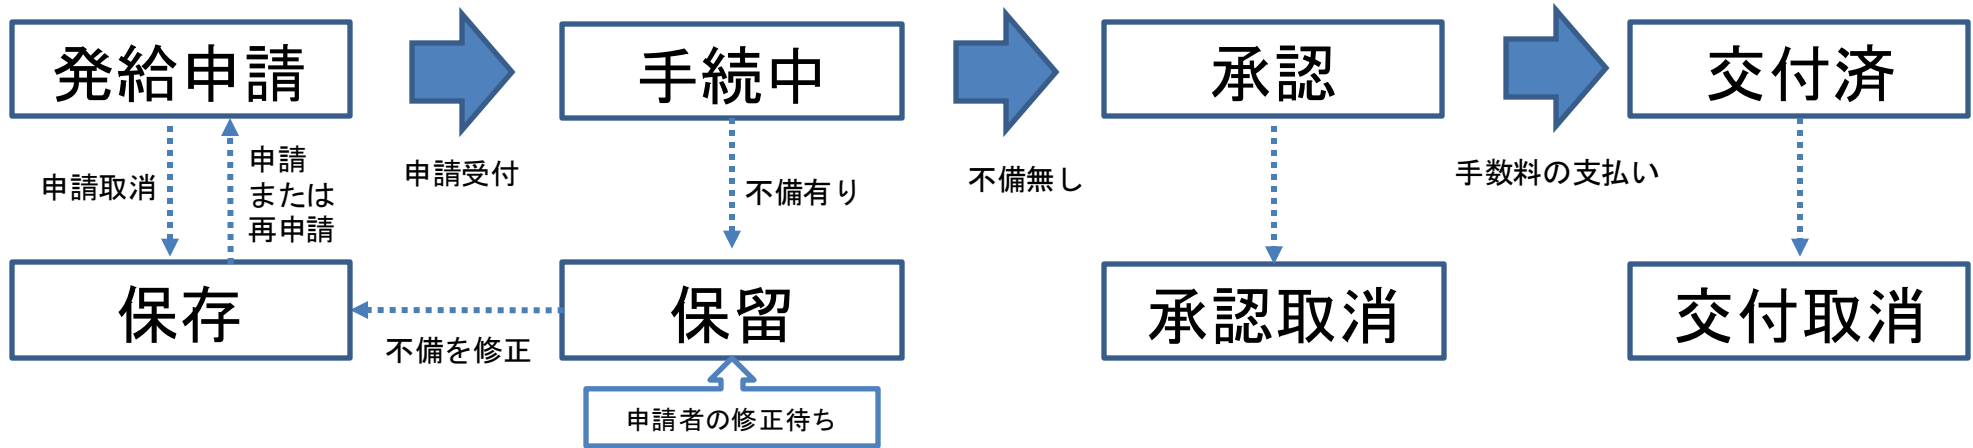 発給申請
手続中
承認
交付済
申請取消
申請
または
再申請
申請受付
不備有り
不備無し
手数料の支払い
保存
保留
承認取消
交付取消
不備を修正
申請者の修正待ち